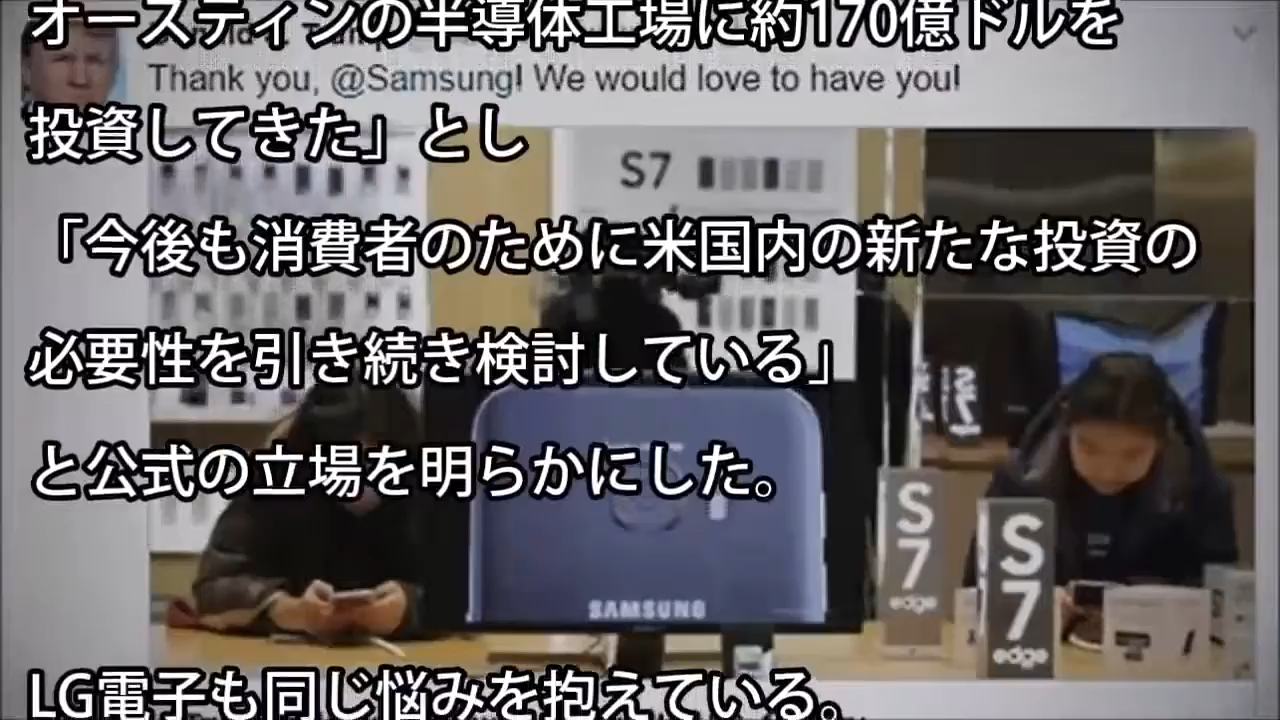 オースティンの半導体工場に約170億ドルを
Thank you, @Samsung! We would love to have you!
投資してきた」とし
S7
「今後も消費者のために米国内の新たな投資の
必要性を引き続き検討している」
と公式の立場を明らかにした。
S7
S
7
edge
S
7
edge
SAMSUNG
LG電子も同じ悩みを抱えている。